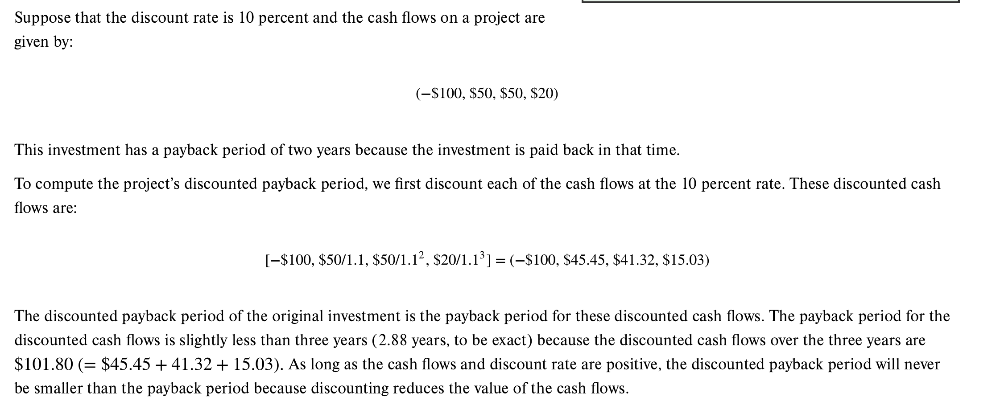 Suppose that the discount rate is 10 percent and the cash flows on a project are
given by:
(−$100, $50, $50, $20)
This investment has a payback period of two years because the investment is paid back in that time.
To compute the project’s discounted payback period, we first discount each of the cash flows at the 10 percent rate. These discounted cash
flows are:
[−$100, $50/1.1, $50/1.1², $20/1.1³] = (−$100, $45.45, $41.32, $15.03)
The discounted payback period of the original investment is the payback period for these discounted cash flows. The payback period for the
discounted cash flows is slightly less than three years (2.88 years, to be exact) because the discounted cash flows over the three years are
$101.80 (= $45.45 + 41.32 + 15.03). As long as the cash flows and discount rate are positive, the discounted payback period will never
be smaller than the payback period because discounting reduces the value of the cash flows.